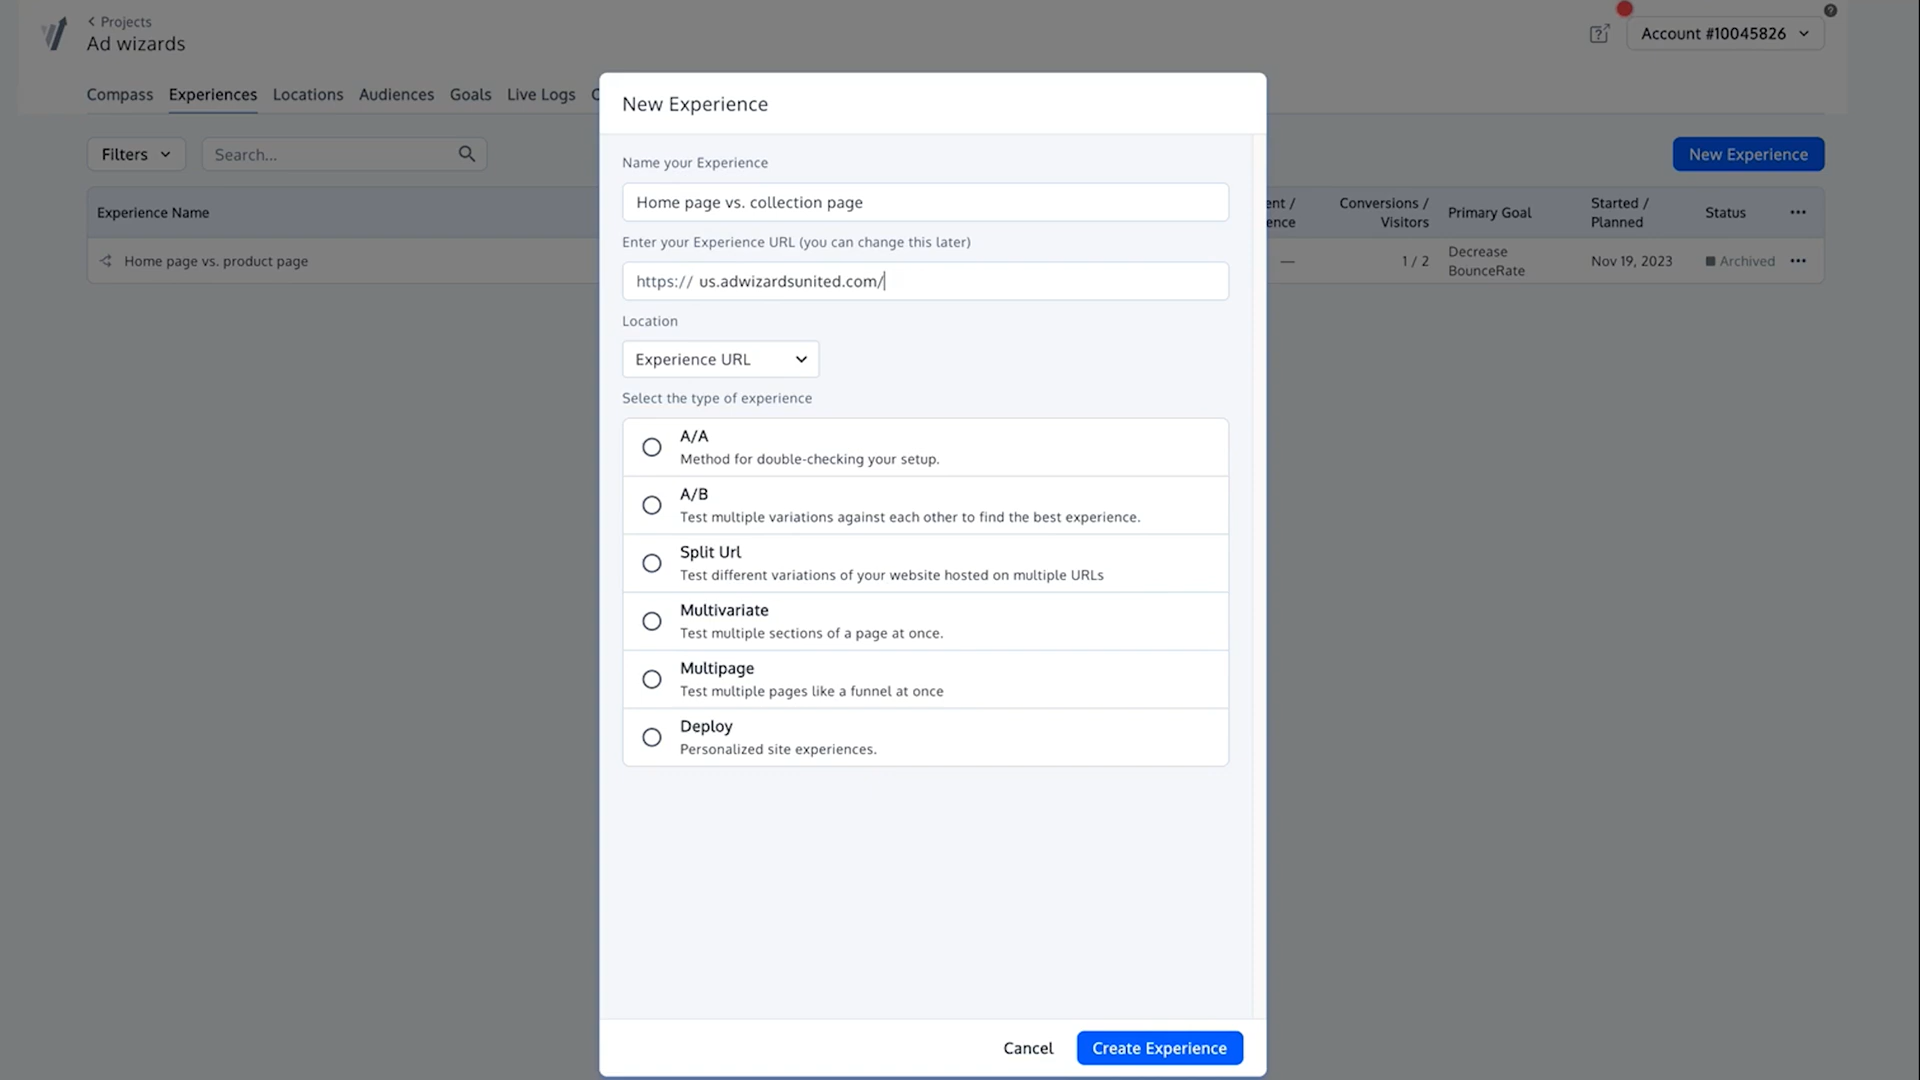 Projects
Ad wizards
Account #10045826
Compass Experiences Locations Audiences Goals Live Logs
Filters
Search...
New Experience
Experience Name
Conversions / Visitors
Primary Goal
Started / Planned
Status
Home page vs. product page
—
1 / 2
Decrease BounceRate
Nov 19, 2023
Archived
New Experience
Name your Experience
Home page vs. collection page
Enter your Experience URL (you can change this later)
https:// us.adwizardsunited.com/
Location
Experience URL
Select the type of experience
A/A
Method for double-checking your setup.
A/B
Test multiple variations against each other to find the best experience.
Split Url
Test different variations of your website hosted on multiple URLs
Multivariate
Test multiple sections of a page at once.
Multipage
Test multiple pages like a funnel at once
Deploy
Personalized site experiences.
Cancel
Create Experience